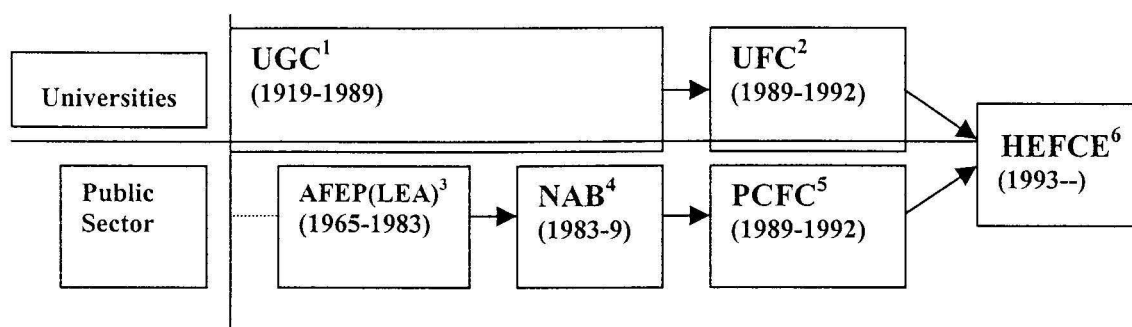 Universities
UGC¹
(1919-1989)
UFC²
(1989-1992)
HEFCE⁶
(1993--)
Public
Sector
AFEP(LEA)³
(1965-1983)
NAB⁴
(1983-9)
PCFC⁵
(1989-1992)